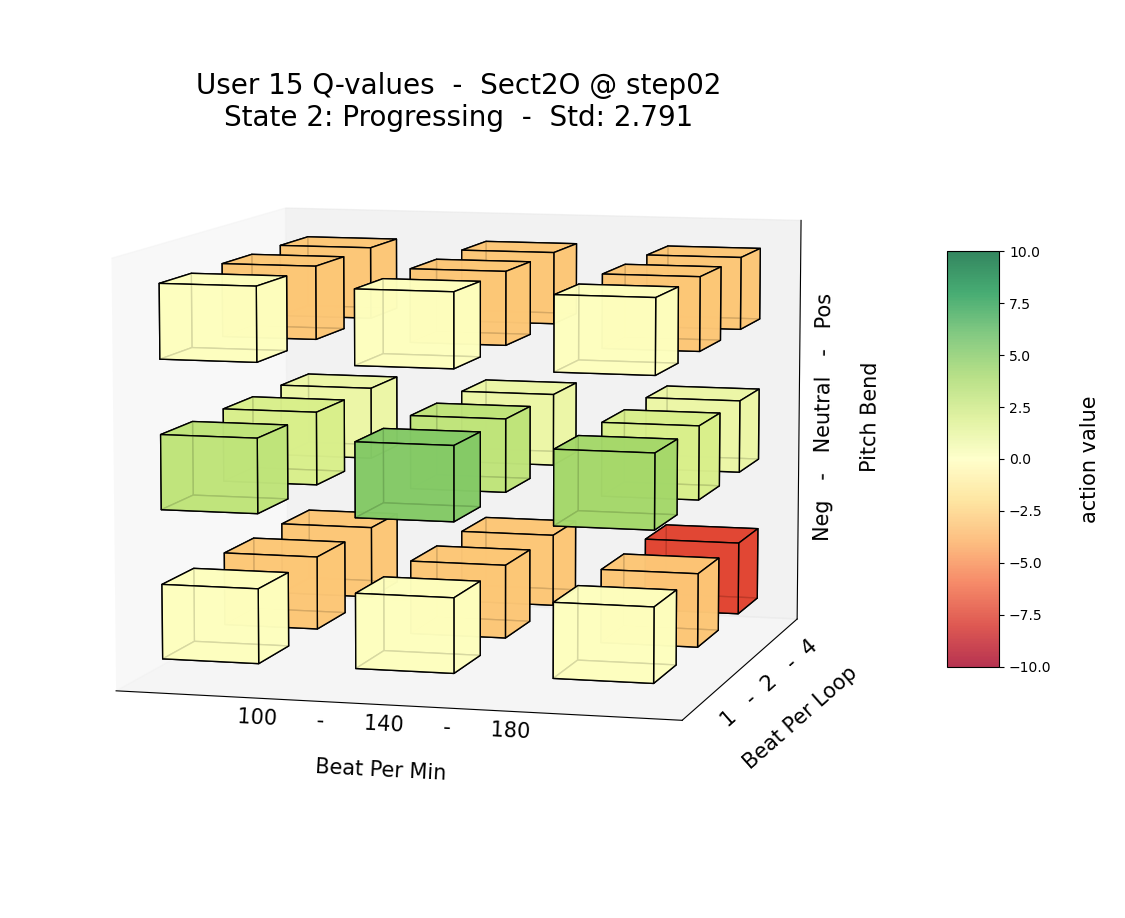 User 15 Q-values  -  Sect2O @ step02
State 2: Progressing  -  Std: 2.791
Neg  -  Neutral  -  Pos
Pitch Bend
100  -  140  -  180
Beat Per Min
1  -  2  -  4
Beat Per Loop
10.0
7.5
5.0
2.5
0.0
−2.5
−5.0
−7.5
−10.0
action value